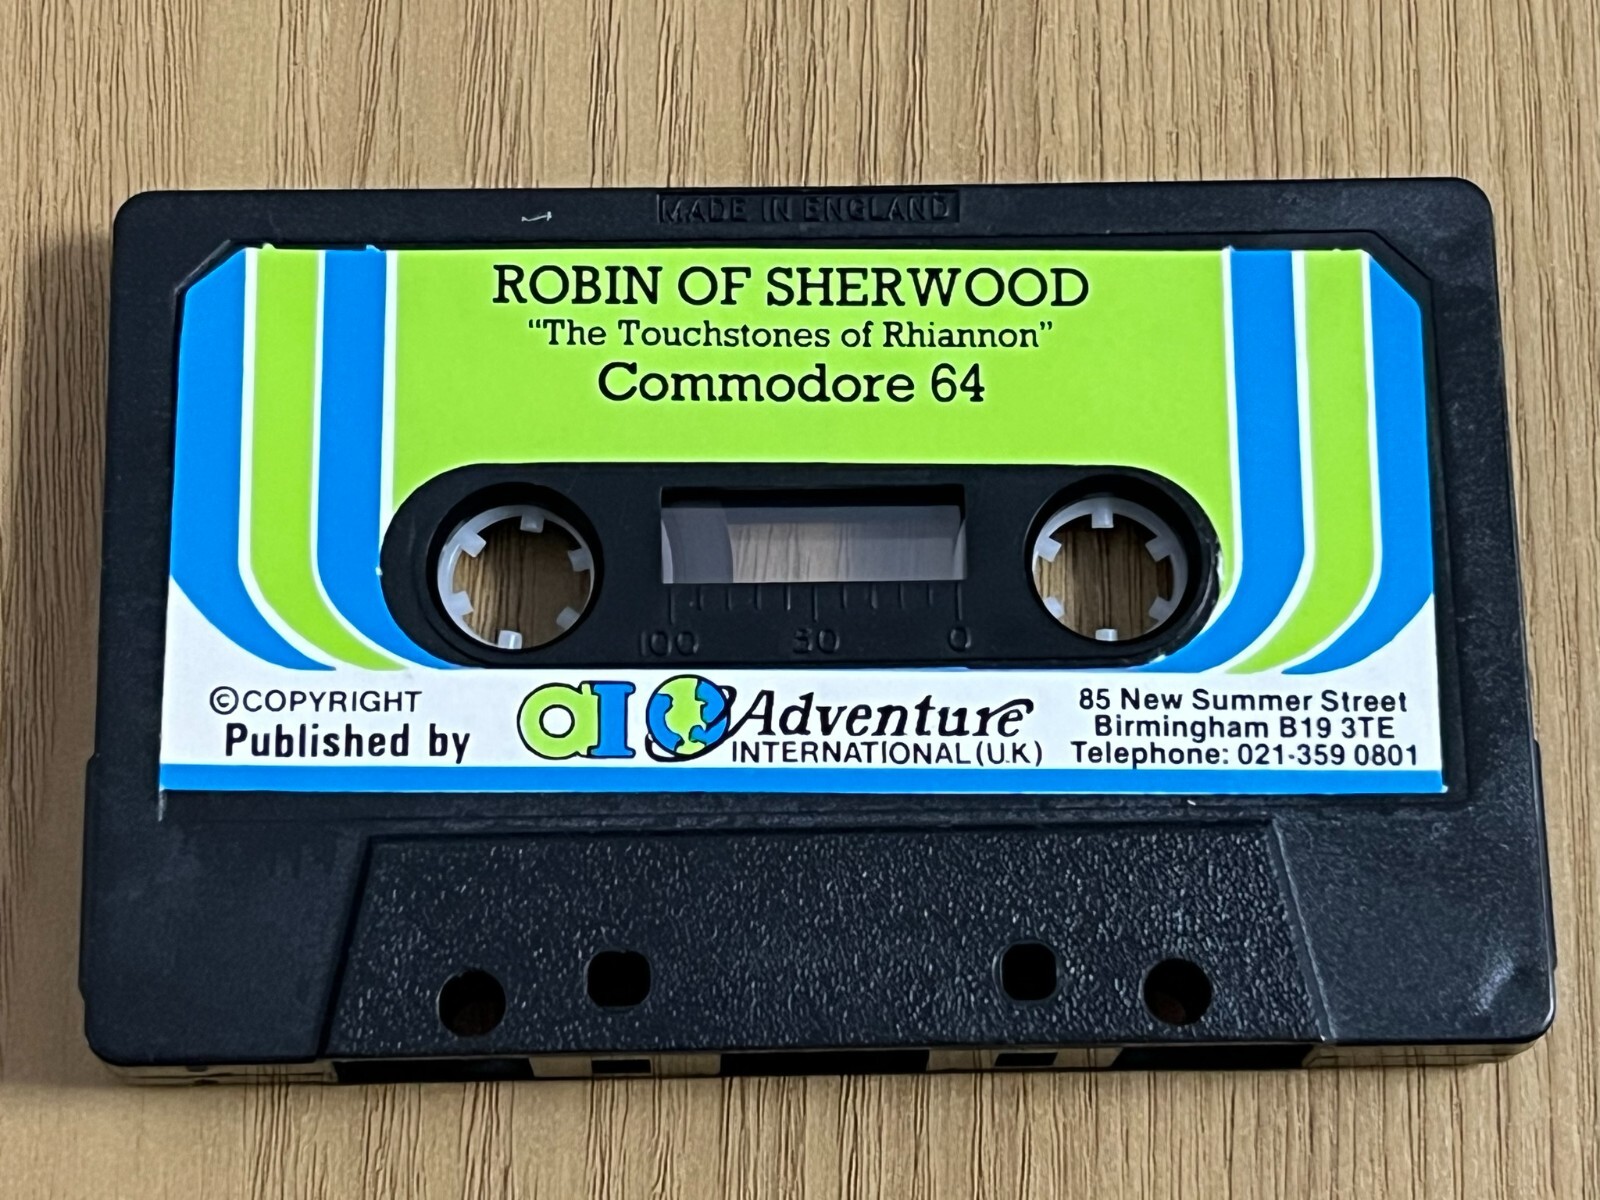 MADE IN ENGLAND
ROBIN OF SHERWOOD
“The Touchstones of Rhiannon”
Commodore 64
100 50 0
©COPYRIGHT
Published by
aI Adventure
INTERNATIONAL (U.K)
85 New Summer Street
Birmingham B19 3TE
Telephone: 021-359 0801